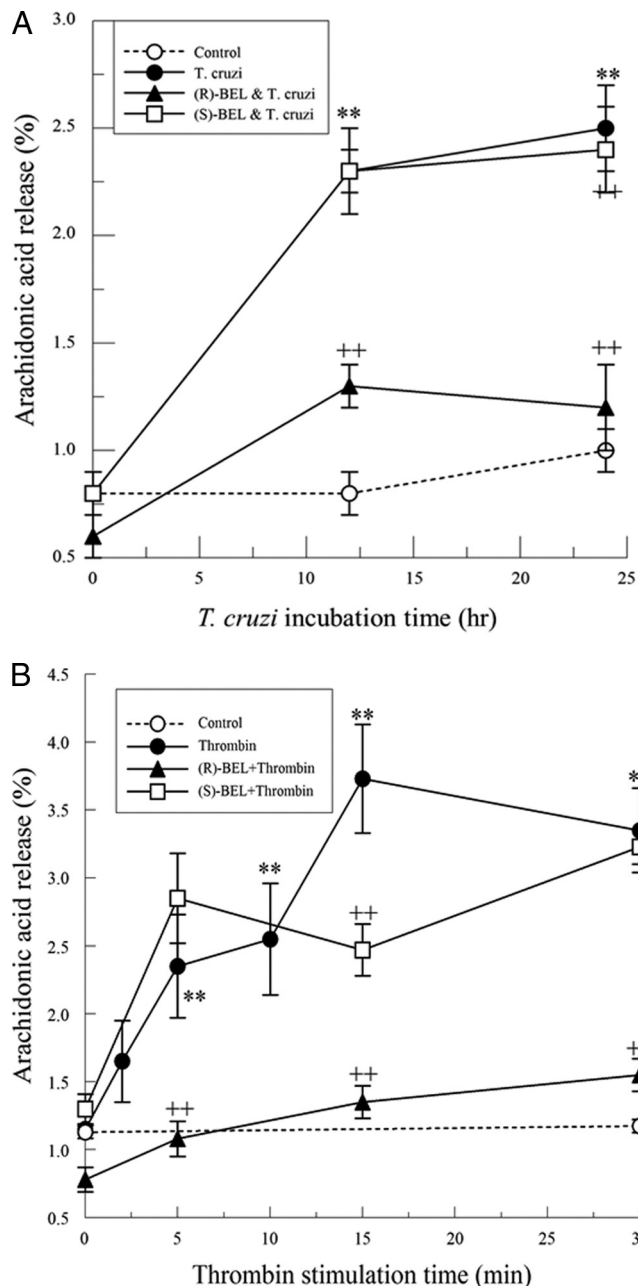 A
Control
T. cruzi
(R)-BEL & T. cruzi
(S)-BEL & T. cruzi
3.0
2.5
2.0
1.5
1.0
0.5
Arachidonic acid release (%)
**
**
++
++
++
0
5
10
15
20
25
T. cruzi incubation time (hr)
B
Control
Thrombin
(R)-BEL+Thrombin
(S)-BEL+Thrombin
4.5
4.0
3.5
3.0
2.5
2.0
1.5
1.0
0.5
Arachidonic acid release (%)
**
**
**
*
++
++
++
+
0
5
10
15
20
25
3
Thrombin stimulation time (min)